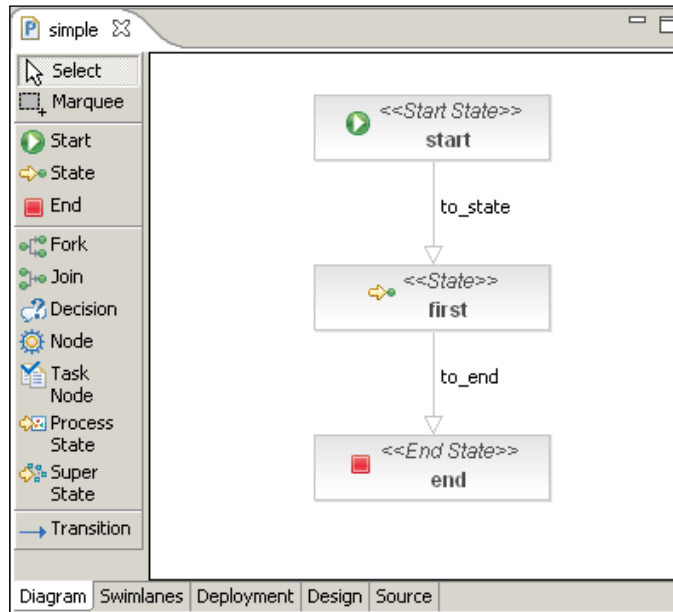 simple
Select
Marquee
Start
State
End
Fork
Join
Decision
Node
Task
Node
Process
State
Super
State
Transition
<<Start State>>
start
to_state
<<State>>
first
to_end
<<End State>>
end
Diagram Swimlanes Deployment Design Source